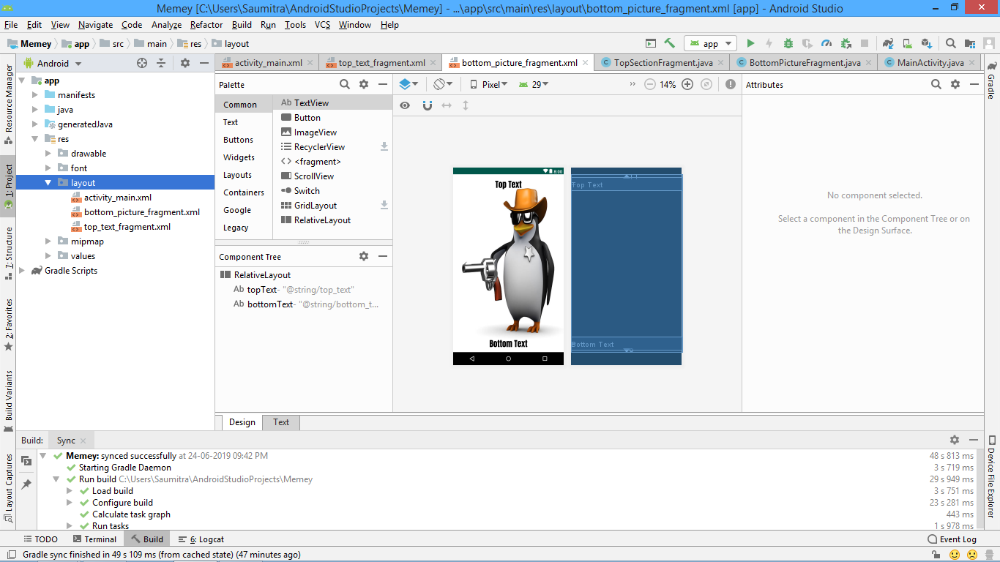 Memey [C:\Users\Saumitra\AndroidStudioProjects\Memey] - ...\app\src\main\res\layout\bottom_picture_fragment.xml [app] - Android Studio
File Edit View Navigate Code Analyze Refactor Build Run Tools VCS Window Help
Memey app src main res layout
app
Android
activity_main.xml top_text_fragment.xml bottom_picture_fragment.xml TopSectionFragment.java BottomPictureFragment.java MainActivity.java
Resource Manager
1: Project
7: Structure
2: Favorites
Build Variants
Layout Captures
app
manifests
java
generatedJava
res
drawable
font
layout
activity_main.xml
bottom_picture_fragment.xml
top_text_fragment.xml
mipmap
values
Gradle Scripts
Palette
Common
Text
Buttons
Widgets
Layouts
Containers
Google
Legacy
Ab TextView
Button
ImageView
RecyclerView
<fragment>
ScrollView
Switch
GridLayout
RelativeLayout
Component Tree
RelativeLayout
Ab topText- "@string/top_text"
Ab bottomText- "@string/bottom_t...
Pixel 29 14%
8:00
Top Text
Bottom Text
Top Text
Bottom Text
Attributes
No component selected.
Select a component in the Component Tree or on
the Design Surface.
Gradle
Device File Explorer
Design Text
Build: Sync
Memey: synced successfully at 24-06-2019 09:42 PM 48 s 813 ms
Starting Gradle Daemon 3 s 719 ms
Run build C:\Users\Saumitra\AndroidStudioProjects\Memey 29 s 949 ms
Load build 3 s 751 ms
Configure build 23 s 281 ms
Calculate task graph 443 ms
Run tasks 1 s 978 ms
TODO Terminal Build 6: Logcat Event Log
Gradle sync finished in 49 s 109 ms (from cached state) (47 minutes ago)